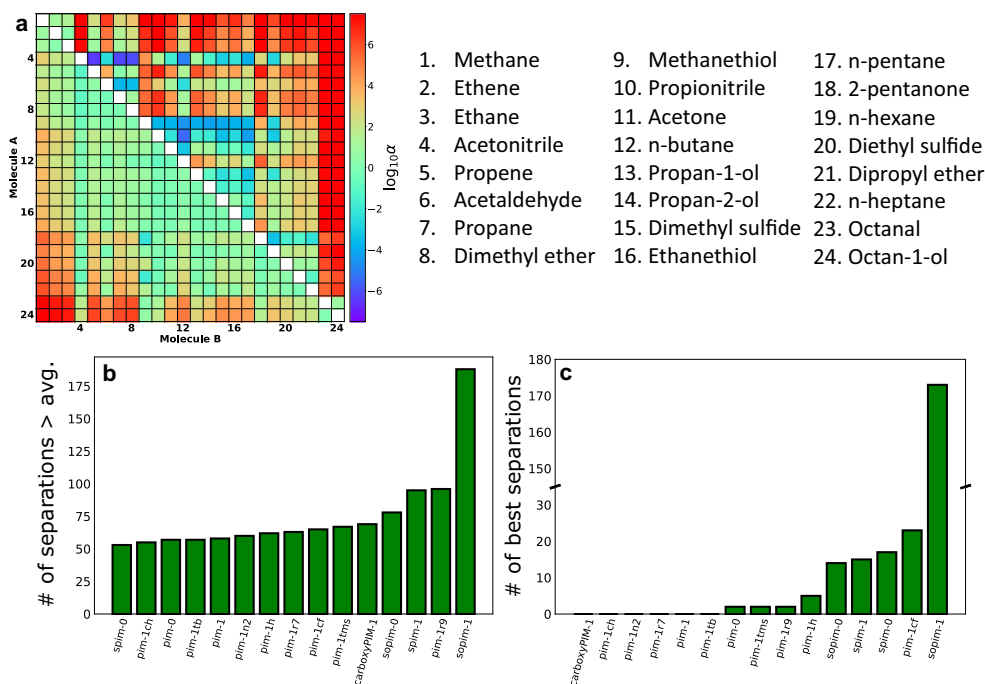 a
6
4
2
0
−2
−4
−6
log₁₀α
4
8
12
16
20
24
Molecule A
4
8
12
16
20
24
Molecule B
1. Methane
2. Ethene
3. Ethane
4. Acetonitrile
5. Propene
6. Acetaldehyde
7. Propane
8. Dimethyl ether
9. Methanethiol
10. Propionitrile
11. Acetone
12. n-butane
13. Propan-1-ol
14. Propan-2-ol
15. Dimethyl sulfide
16. Ethanethiol
17. n-pentane
18. 2-pentanone
19. n-hexane
20. Diethyl sulfide
21. Dipropyl ether
22. n-heptane
23. Octanal
24. Octan-1-ol
b
# of separations > avg.
175
150
125
100
75
50
25
0
spim-0
pim-1ch
pim-0
pim-1tb
pim-1
pim-1n2
pim-1h
pim-1r7
pim-1cf
pim-1tms
carboxyPIM-1
sopim-0
spim-1
pim-1r9
sopim-1
c
# of best separations
180
170
160
150
30
20
10
0
carboxyPIM-1
pim-1ch
pim-1n2
pim-1r7
pim-1
pim-1tb
pim-0
pim-1tms
pim-1r9
pim-1h
sopim-0
spim-1
spim-0
pim-1cf
sopim-1